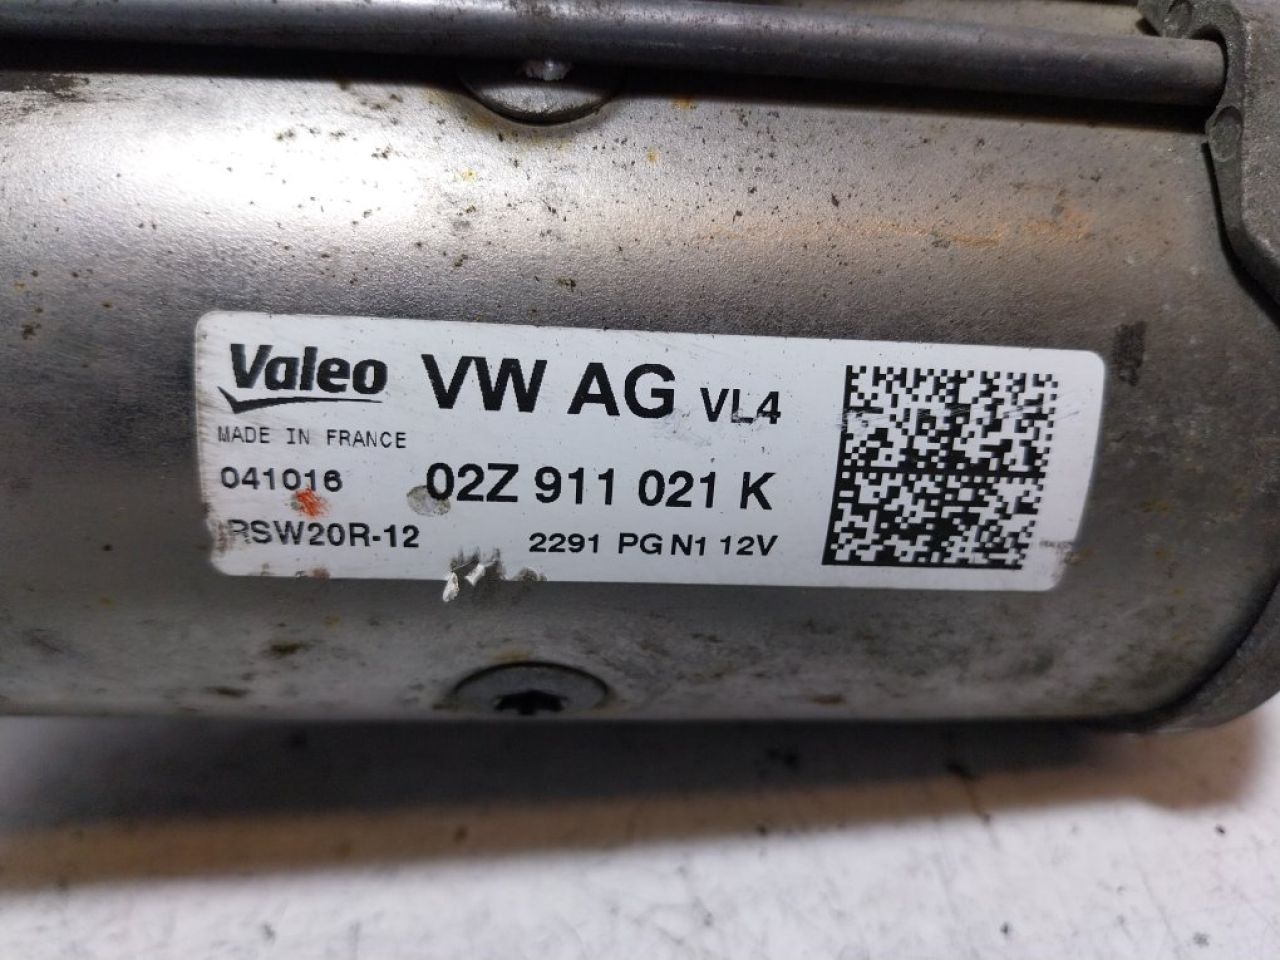 Valeo VW AG VL4
MADE IN FRANCE
041016 02Z 911 021 K
RSW20R-12 2291 PG N1 12V